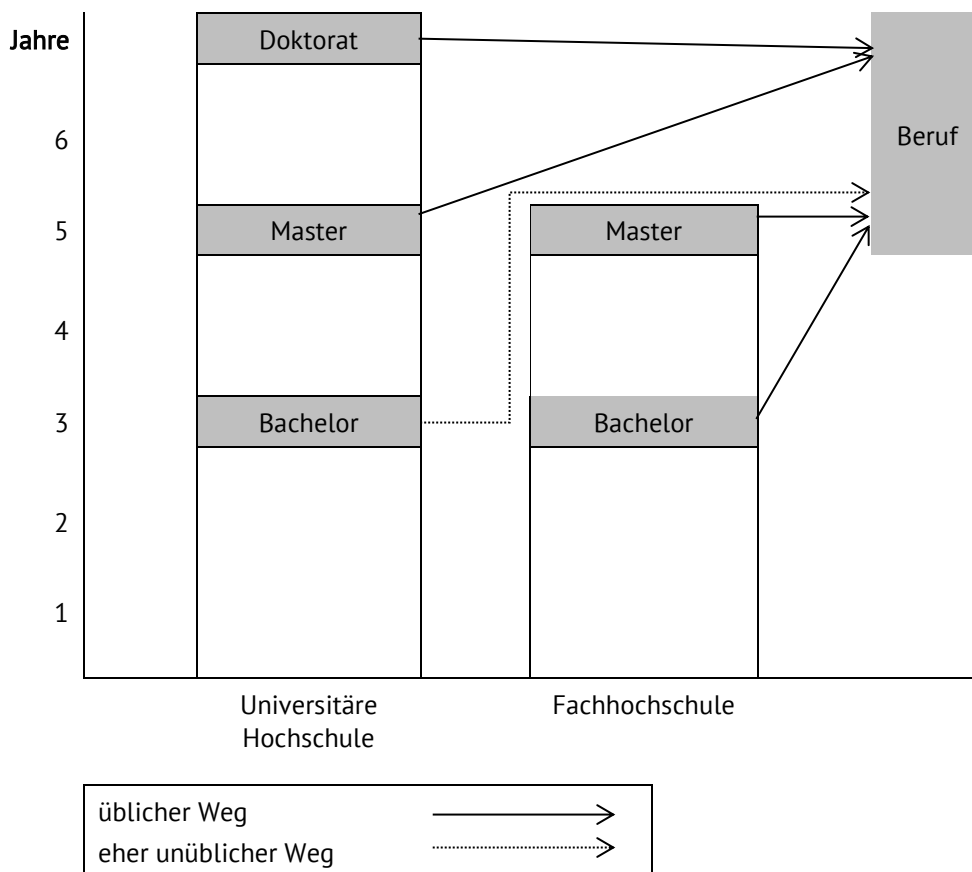 Jahre
Doktorat
6
Beruf
5
Master
Master
4
3
Bachelor
Bachelor
2
1
Universitäre
Hochschule
Fachhochschule
üblicher Weg
eher unüblicher Weg